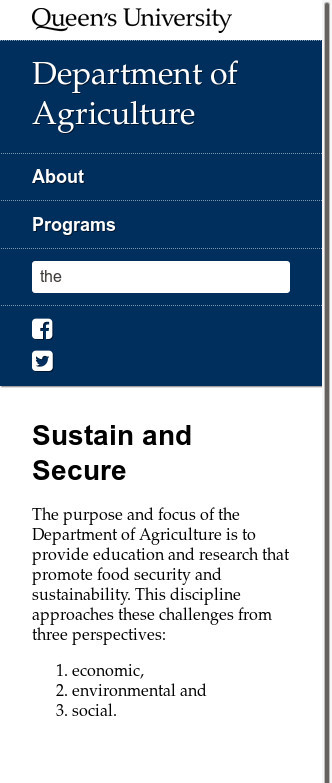 Queen's University
Department of
Agriculture
About
Programs
the
Sustain and
Secure
The purpose and focus of the
Department of Agriculture is to
provide education and research that
promote food security and
sustainability. This discipline
approaches these challenges from
three perspectives:
1. economic,
2. environmental and
3. social.